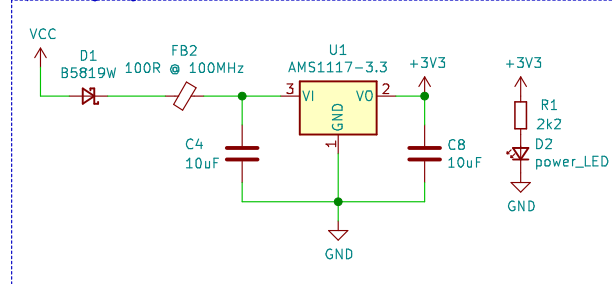 VCC
D1
B5819W
FB2
100R @ 100MHz
U1
AMS1117-3.3
3
VI
VO
2
GND
1
+3V3
C4
10uF
C8
10uF
GND
+3V3
R1
2k2
D2
power_LED
GND